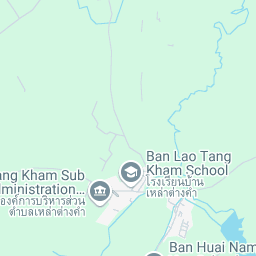 Ban Lao Tang
Kham School
โรงเรียนบ้าน
เหล่าต่างคำ
ang Kham Sub
dministration...
องค์การบริหารส่วน
ตำบลเหล่าต่างคำ
Ban Huai Nam